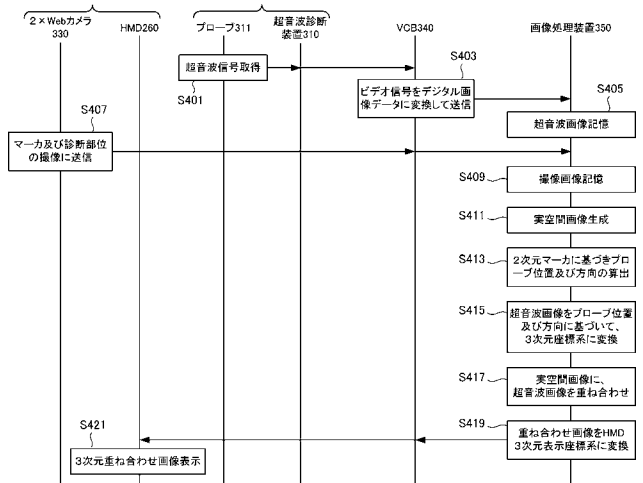 2×Webカメラ
330
HMD260
プローブ311
超音波診断
装置310
VCB340
画像処理装置350
超音波信号取得
S401
S403
ビデオ信号をデジタル画
像データに変換して送信
S405
超音波画像記憶
S407
マーカ及び診断部位
の撮像に送信
S409
撮像画像記憶
S411
実空間画像生成
S413
2次元マーカに基づきプロ
ーブ位置及び方向の算出
S415
超音波画像をプローブ位置
及び方向に基づいて、
3次元座標系に変換
S417
実空間画像に、
超音波画像を重ね合わせ
S419
重ね合わせ画像をHMD
3次元表示座標系に変換
S421
3次元重ね合わせ画像表示